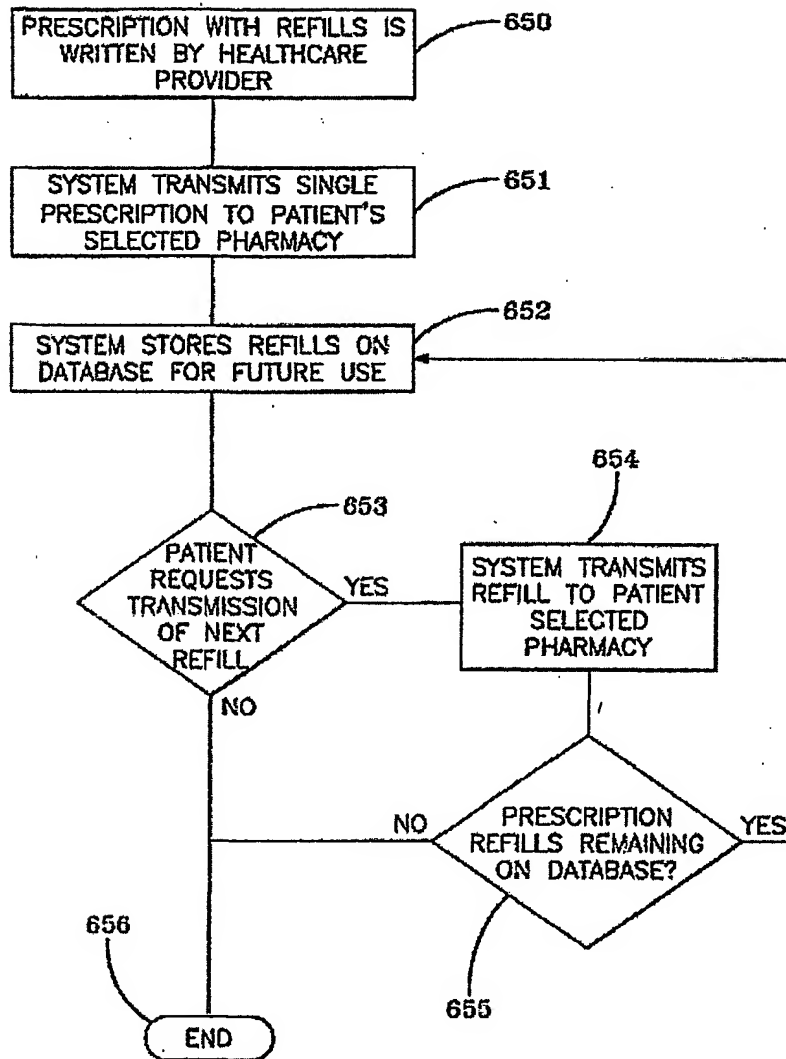 PRESCRIPTION WITH REFILLS IS
WRITTEN BY HEALTHCARE
PROVIDER
650
SYSTEM TRANSMITS SINGLE
PRESCRIPTION TO PATIENT'S
SELECTED PHARMACY
651
SYSTEM STORES REFILLS ON
DATABASE FOR FUTURE USE
652
653
PATIENT
REQUESTS
TRANSMISSION
OF NEXT
REFILL
YES
NO
654
SYSTEM TRANSMITS
REFILL TO PATIENT
SELECTED
PHARMACY
NO
PRESCRIPTION
REFILLS REMAINING
ON DATABASE?
YES
655
656
END